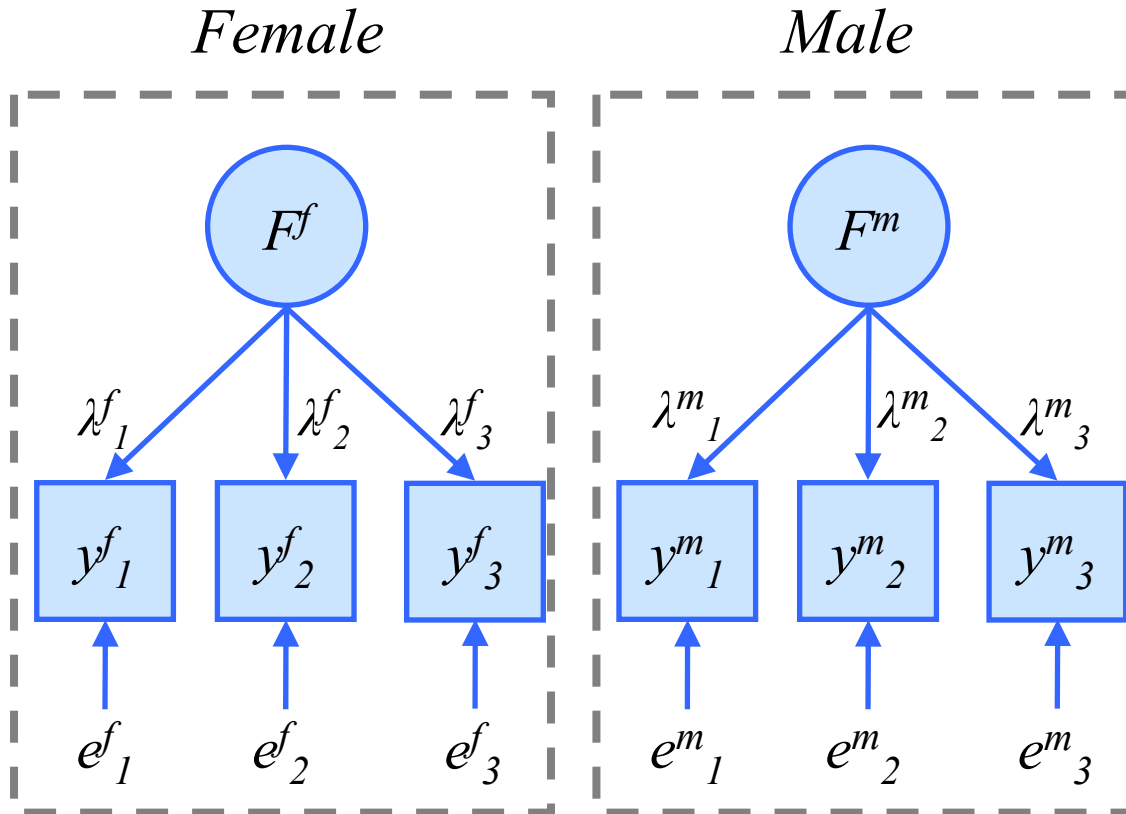 Female Male
F^f F^m
λ^f_1 λ^f_2 λ^f_3 λ^m_1 λ^m_2 λ^m_3
y^f_1 y^f_2 y^f_3 y^m_1 y^m_2 y^m_3
e^f_1 e^f_2 e^f_3 e^m_1 e^m_2 e^m_3